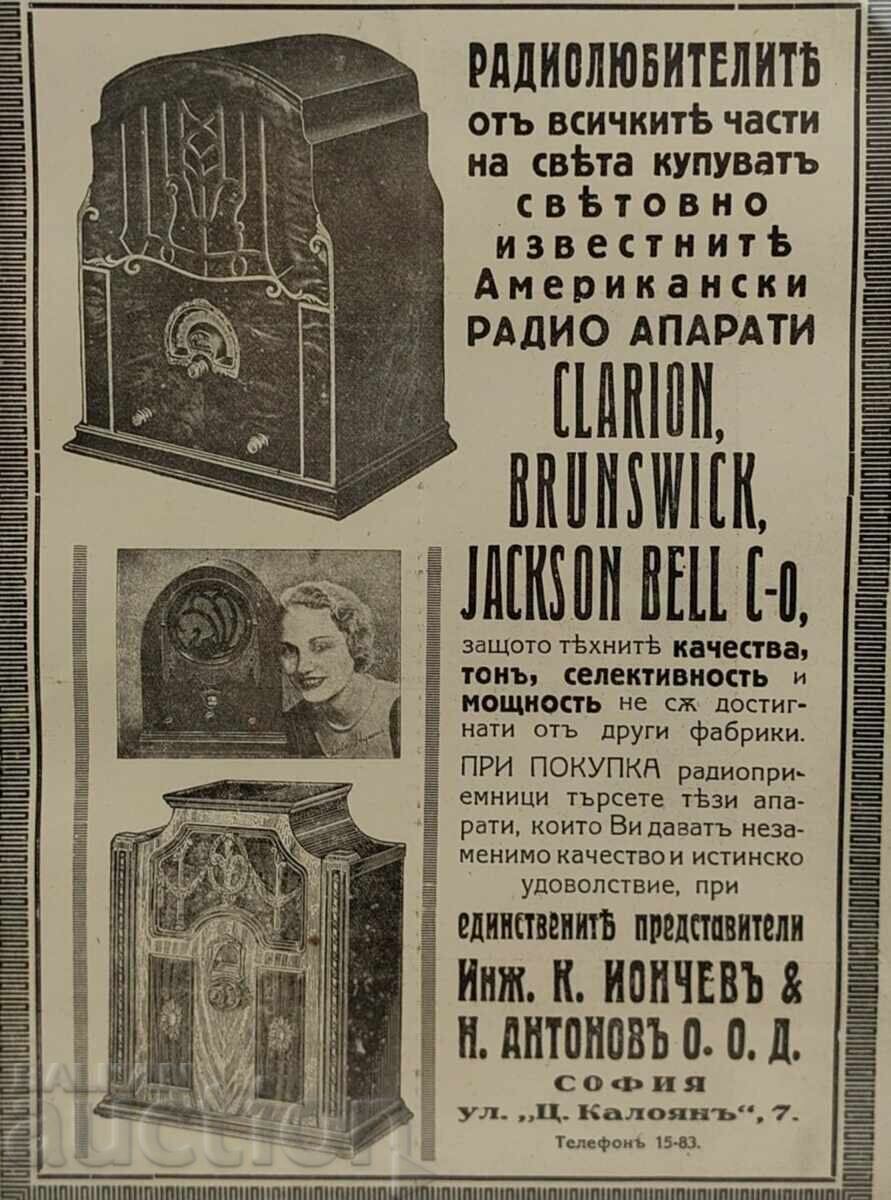 РАДИОЛЮБИТЕЛИТѢ
отъ всичкитѣ части
на свѣта купуватъ
свѣтовно
известнитѣ
Американски
РАДИО АПАРАТИ
CLARION,
BRUNSWICK,
JACKSON BELL C-o,
защото тѣхнитѣ качества,
тонъ, селективность и
мощность не сѫ достиг-
нати отъ други фабрики.
ПРИ ПОКУПКА радиопри-
емници търсете тѣзи апа-
рати, които Ви даватъ неза-
менимо качество и истинско
удоволствие, при
единственитѣ представители
Инж. К. ЙОНЧЕВЪ &
Н. АНТОНОВЪ О. О. Д.
СОФИЯ
ул. „Ц. Калоянъ“, 7.
Телефонъ 15-83.
BALKAN
auction